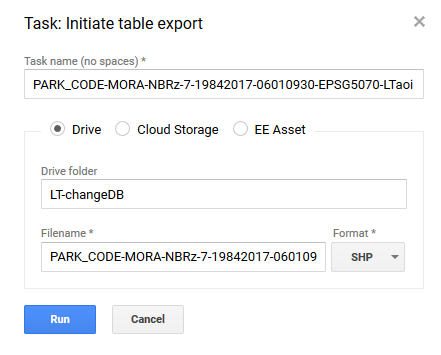 Task: Initiate table export
Task name (no spaces) *
PARK_CODE-MORA-NBRz-7-19842017-06010930-EPSG5070-LTaoi
Drive Cloud Storage EE Asset
Drive folder
LT-changeDB
Filename * Format *
PARK_CODE-MORA-NBRz-7-19842017-060109 SHP
Run Cancel